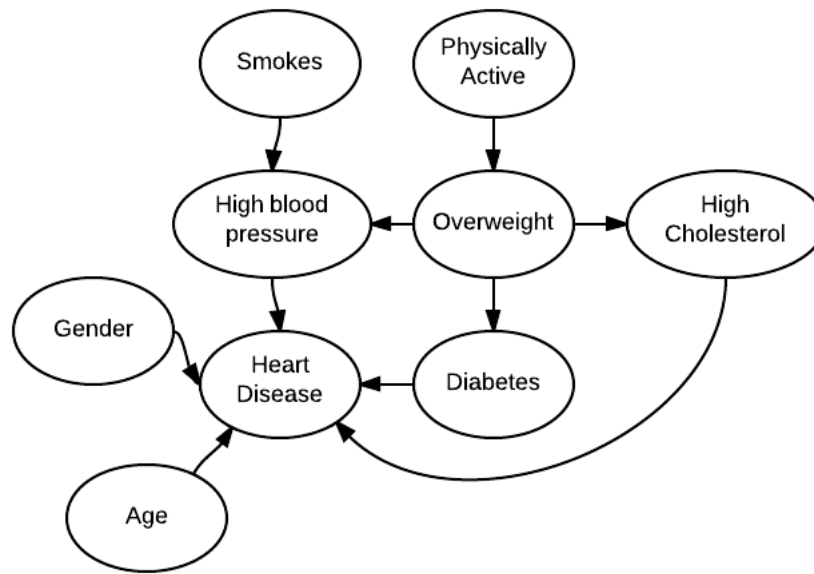 Smokes
Physically
Active
High blood
pressure
Overweight
High
Cholesterol
Gender
Heart
Disease
Diabetes
Age